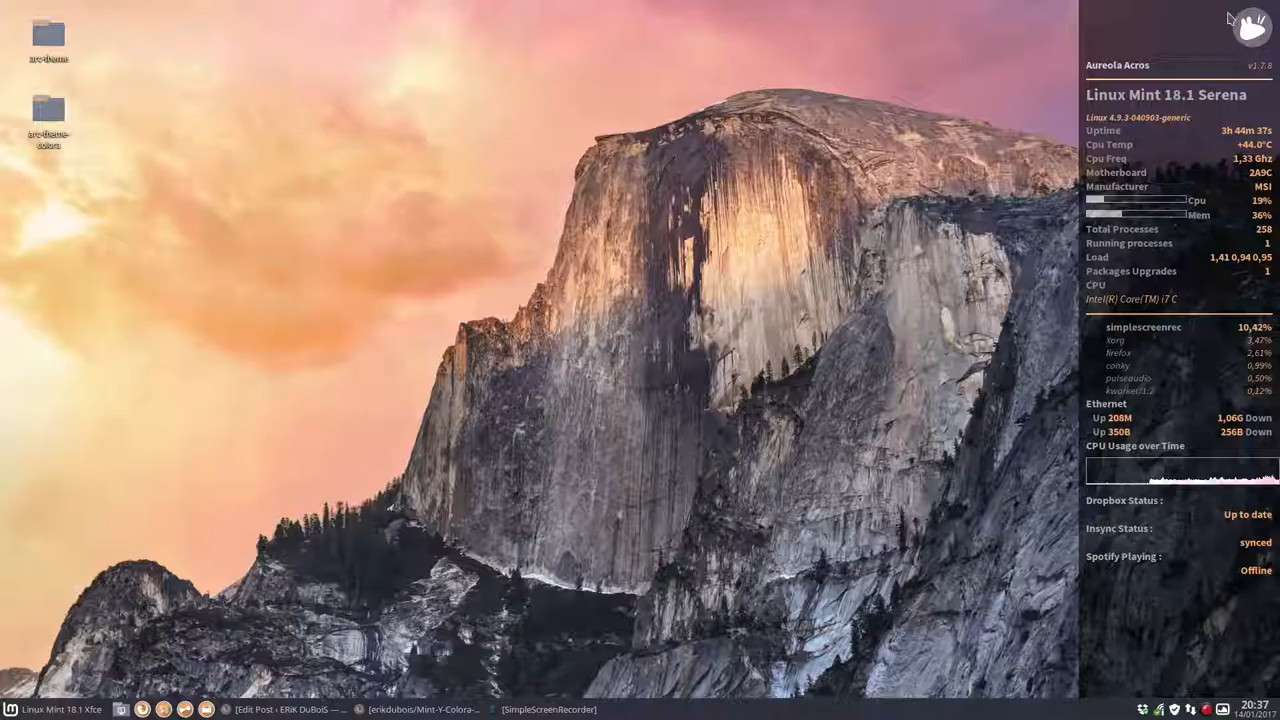 arc-theme
arc-theme-
colora
Aureola Acros v1.7.8
Linux Mint 18.1 Serena
Linux 4.9.3-040903-generic
Uptime 3h 44m 37s
Cpu Temp +44.0°C
Cpu Freq 1,33 Ghz
Motherboard 2A9C
Manufacturer MSI
Cpu 19%
Mem 36%
Total Processes 258
Running processes 1
Load 1,41 0,94 0,95
Packages Upgrades 1
CPU
Intel(R) Core(TM) i7 C
simplescreenrec 10,42%
Xorg 3,47%
firefox 2,61%
conky 0,99%
pulseaudio 0,50%
kworker/1:2 0,12%
Ethernet
Up 208M 1,06G Down
Up 350B 256B Down
CPU Usage over Time
Dropbox Status :
Up to date
Insync Status :
synced
Spotify Playing :
Offline
Linux Mint 18.1 Xfce [Edit Post ‹ ERiK DuBoiS — ... [erikdubois/Mint-Y-Colora-... [SimpleScreenRecorder] 20:37
14/01/2017